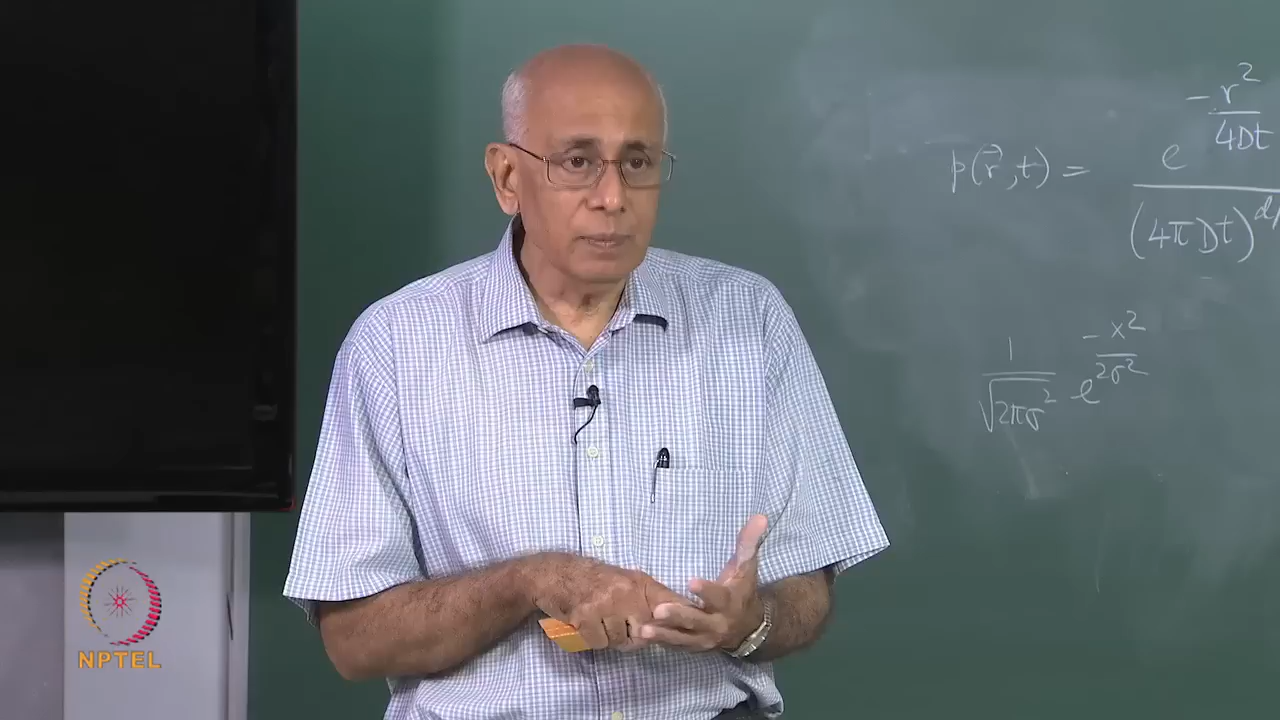 p(r⃗,t) = e^{-r²/4Dt} / (4πDt)^{d/
1/√(2πσ²) e^{-x²/2σ²}
NPTEL